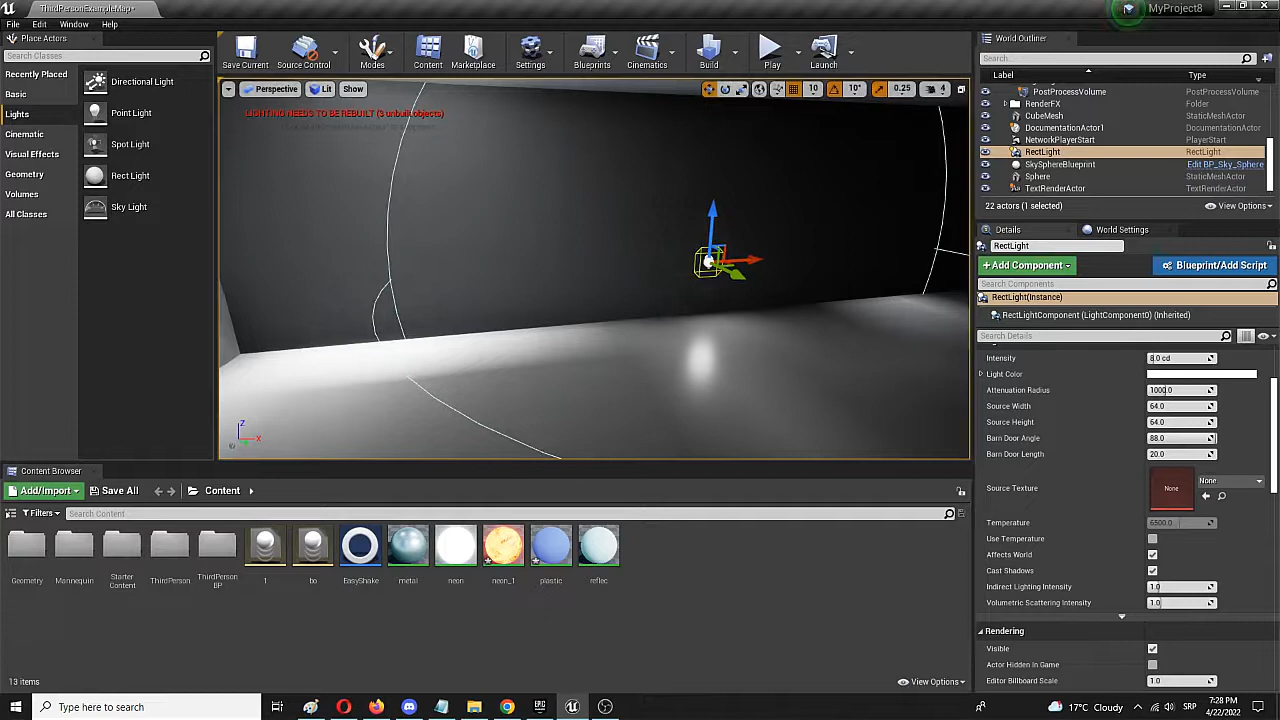 ThirdPersonExampleMap*
MyProject8
File
Edit
Window
Help
Place Actors
Search Classes
Recently Placed
Basic
Lights
Cinematic
Visual Effects
Geometry
Volumes
All Classes
Directional Light
Point Light
Spot Light
Rect Light
Sky Light
Save Current
Source Control
Modes
Content
Marketplace
Settings
Blueprints
Cinematics
Build
Play
Launch
Perspective
Lit
Show
10
10°
0.25
4
LIGHTING NEEDS TO BE REBUILT (3 unbuilt objects)
Z
X
World Outliner
Search...
Label
Type
PostProcessVolume PostProcessVolume
RenderFX Folder
CubeMesh StaticMeshActor
DocumentationActor1 DocumentationActor
NetworkPlayerStart PlayerStart
RectLight RectLight
SkySphereBlueprint Edit BP_Sky_Sphere
Sphere StaticMeshActor
TextRenderActor TextRenderActor
22 actors (1 selected)
View Options
Details
World Settings
RectLight
+Add Component
Blueprint/Add Script
Search Components
RectLight(Instance)
RectLightComponent (LightComponent0) (Inherited)
Search Details
Intensity 8.0 cd
Light Color
Attenuation Radius 1000.0
Source Width 64.0
Source Height 64.0
Barn Door Angle 88.0
Barn Door Length 20.0
Source Texture None None
Temperature 6500.0
Use Temperature
Affects World
Cast Shadows
Indirect Lighting Intensity 1.0
Volumetric Scattering Intensity 1.0
Rendering
Visible
Actor Hidden In Game
Editor Billboard Scale 1.0
Content Browser
Add/Import
Save All
Content
Filters
Search Content
Geometry
Mannequin
Starter
Content
ThirdPerson
ThirdPerson
BP
1
bo
EasyShake
metal
neon
neon_1
plastic
reflec
13 items
View Options
Type here to search
17°C Cloudy
SRP
7:28 PM
4/22/2022